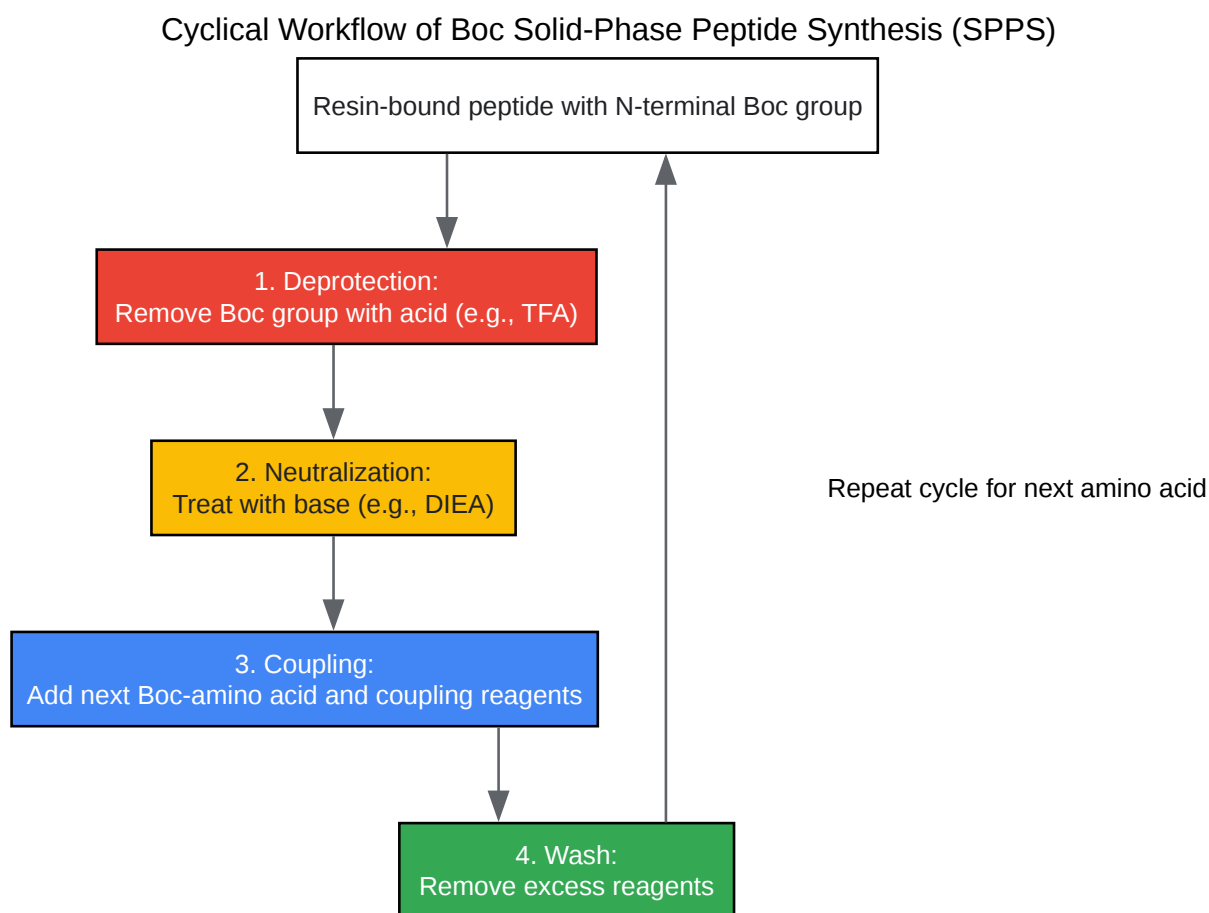 Cyclical Workflow of Boc Solid-Phase Peptide Synthesis (SPPS)
Resin-bound peptide with N-terminal Boc group
1. Deprotection:
Remove Boc group with acid (e.g., TFA)
2. Neutralization:
Treat with base (e.g., DIEA)
Repeat cycle for next amino acid
3. Coupling:
Add next Boc-amino acid and coupling reagents
4. Wash:
Remove excess reagents